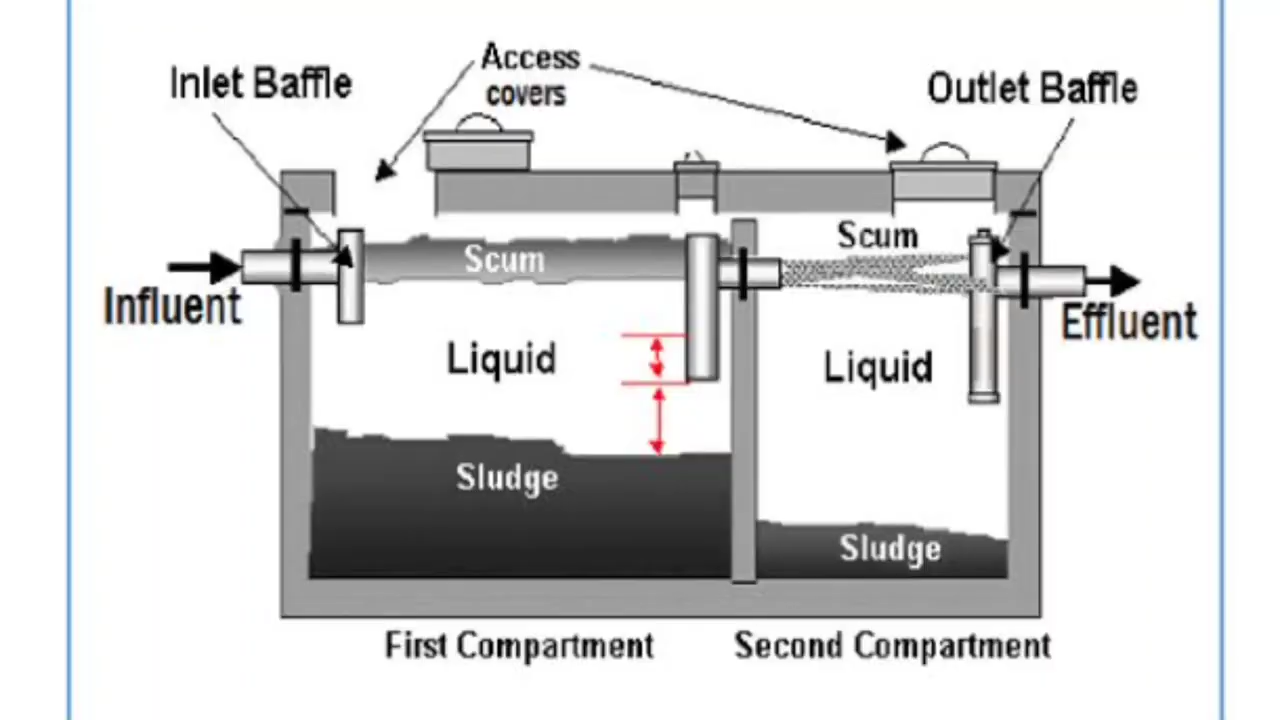 Access
covers
Inlet Baffle
Outlet Baffle
Scum
Scum
Influent
Effluent
Liquid
Liquid
Sludge
Sludge
First Compartment
Second Compartment